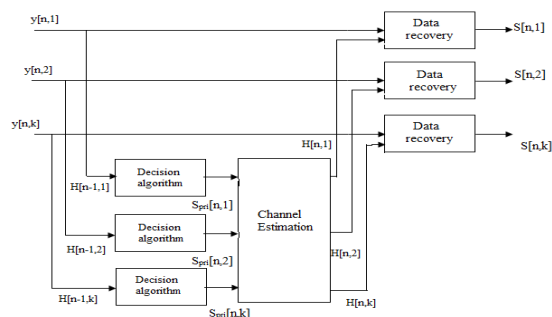 y[n,1]
Data
recovery
S[n,1]
y[n,2]
Data
recovery
S[n,2]
y[n,k]
Data
recovery
S[n,k]
H[n,1]
Decision
algorithm
H[n-1,1]
Spri[n,1]
Channel
Estimation
Decision
algorithm
H[n-1,2]
Spri[n,2]
H[n,2]
Decision
algorithm
H[n-1,k]
Spri[n,k]
H[n,k]